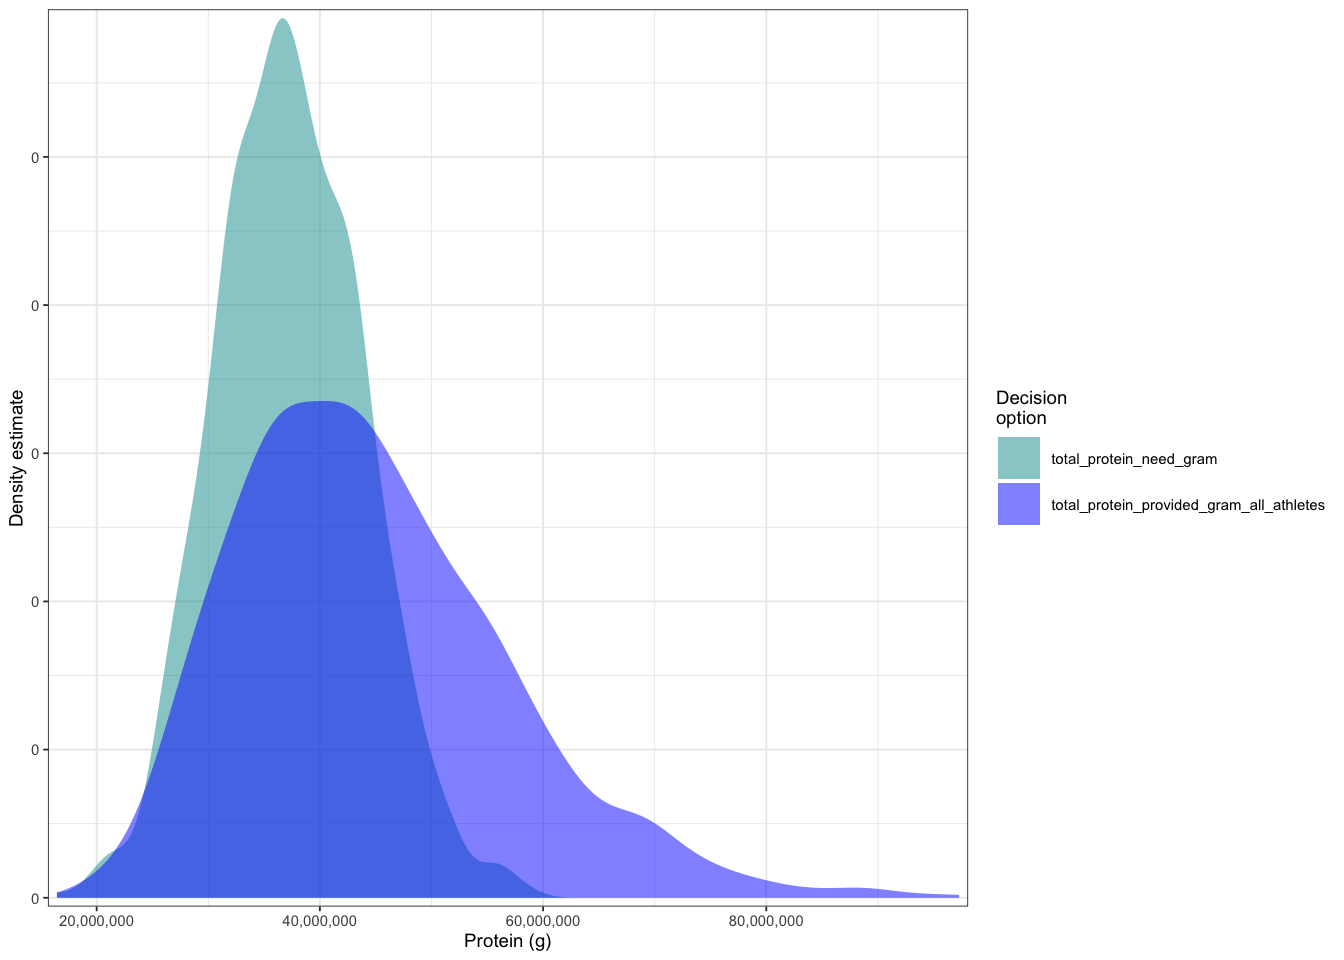 0
0
0
0
0
0
Density estimate
20,000,000
40,000,000
60,000,000
80,000,000
Protein (g)
Decision
option
total_protein_need_gram
total_protein_provided_gram_all_athletes